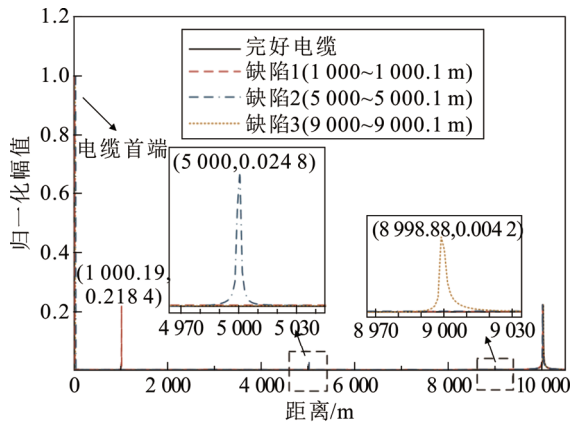 1.2
1.0
0.8
0.6
0.4
0.2
归一化幅值
完好电缆
缺陷1(1 000~1 000.1 m)
缺陷2(5 000~5 000.1 m)
缺陷3(9 000~9 000.1 m)
电缆首端
(1 000.19,
0.218 4)
(5 000,0.024 8)
4 970 5 000 5 030
(8 998.88,0.004 2)
8 970 9 000 9 030
0 2 000 4 000 6 000 8 000 10 000
距离/m